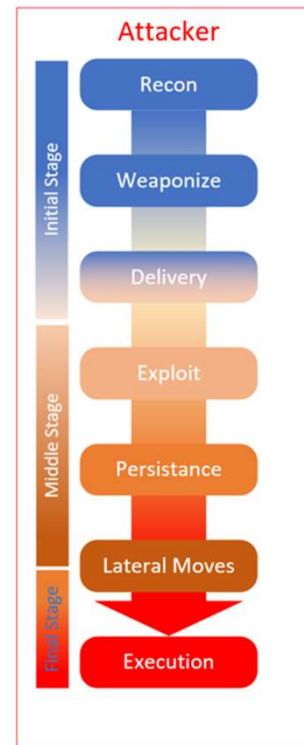 Attacker
Initial Stage
Recon
Weaponize
Delivery
Middle Stage
Exploit
Persistance
Lateral Moves
Final Stage
Execution